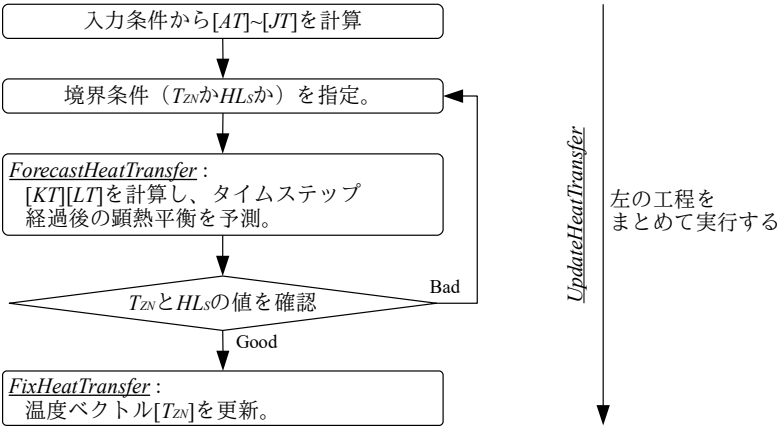 入力条件から[AT]~[JT]を計算
境界条件（TZNかHLSか）を指定。
ForecastHeatTransfer :
[KT][LT]を計算し、タイムステップ
経過後の顕熱平衡を予測。
TZNとHLSの値を確認
Bad
Good
FixHeatTransfer :
温度ベクトル[TZN]を更新。
UpdateHeatTransfer
左の工程を
まとめて実行する